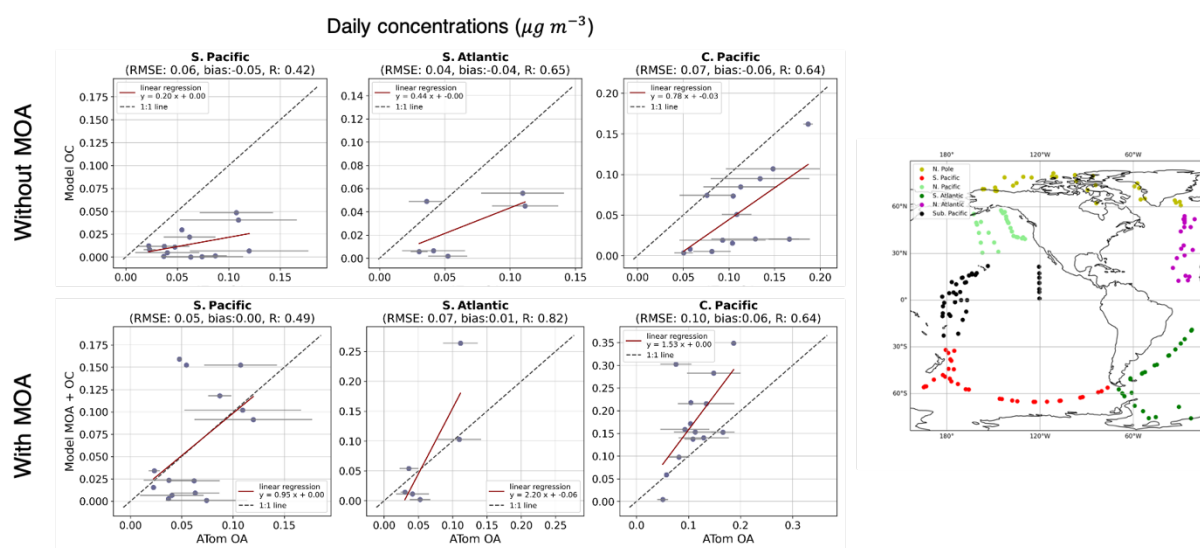 Daily concentrations (μg m⁻³)
Without MOA
S. Pacific
(RMSE: 0.06, bias:-0.05, R: 0.42)
linear regression
y = 0.20 x + 0.00
1:1 line
Model OC
0.175
0.150
0.125
0.100
0.075
0.050
0.025
0.000
0.00 0.05 0.10 0.15
S. Atlantic
(RMSE: 0.04, bias:-0.04, R: 0.65)
linear regression
y = 0.44 x + -0.00
1:1 line
0.14
0.12
0.10
0.08
0.06
0.04
0.02
0.00
0.00 0.05 0.10 0.15
C. Pacific
(RMSE: 0.07, bias:-0.06, R: 0.64)
linear regression
y = 0.78 x + -0.03
1:1 line
0.20
0.15
0.10
0.05
0.00
0.00 0.05 0.10 0.15 0.20
With MOA
S. Pacific
(RMSE: 0.05, bias:0.00, R: 0.49)
Model MOA + OC
0.175
0.150
0.125
0.100
0.075
0.050
0.025
0.000
linear regression
y = 0.95 x + 0.00
1:1 line
0.00 0.05 0.10 0.15
ATom OA
S. Atlantic
(RMSE: 0.07, bias:0.01, R: 0.82)
0.25
0.20
0.15
0.10
0.05
0.00
linear regression
y = 2.20 x + -0.06
1:1 line
0.00 0.05 0.10 0.15 0.20 0.25
ATom OA
C. Pacific
(RMSE: 0.10, bias:0.06, R: 0.64)
linear regression
y = 1.53 x + 0.00
1:1 line
0.35
0.30
0.25
0.20
0.15
0.10
0.05
0.00
0.0 0.1 0.2 0.3
ATom OA
180° 120°W 60°W
N. Pole
S. Pacific
N. Pacific
S. Atlantic
N. Atlantic
Sub. Pacific
60°N
30°N
0°
30°S
60°S
180° 120°W 60°W